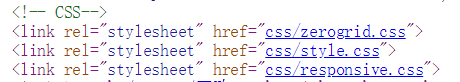 <!-- CSS-->
<link rel="stylesheet" href="css/zerogrid.css">
<link rel="stylesheet" href="css/style.css">
<link rel="stylesheet" href="css/responsive.css">